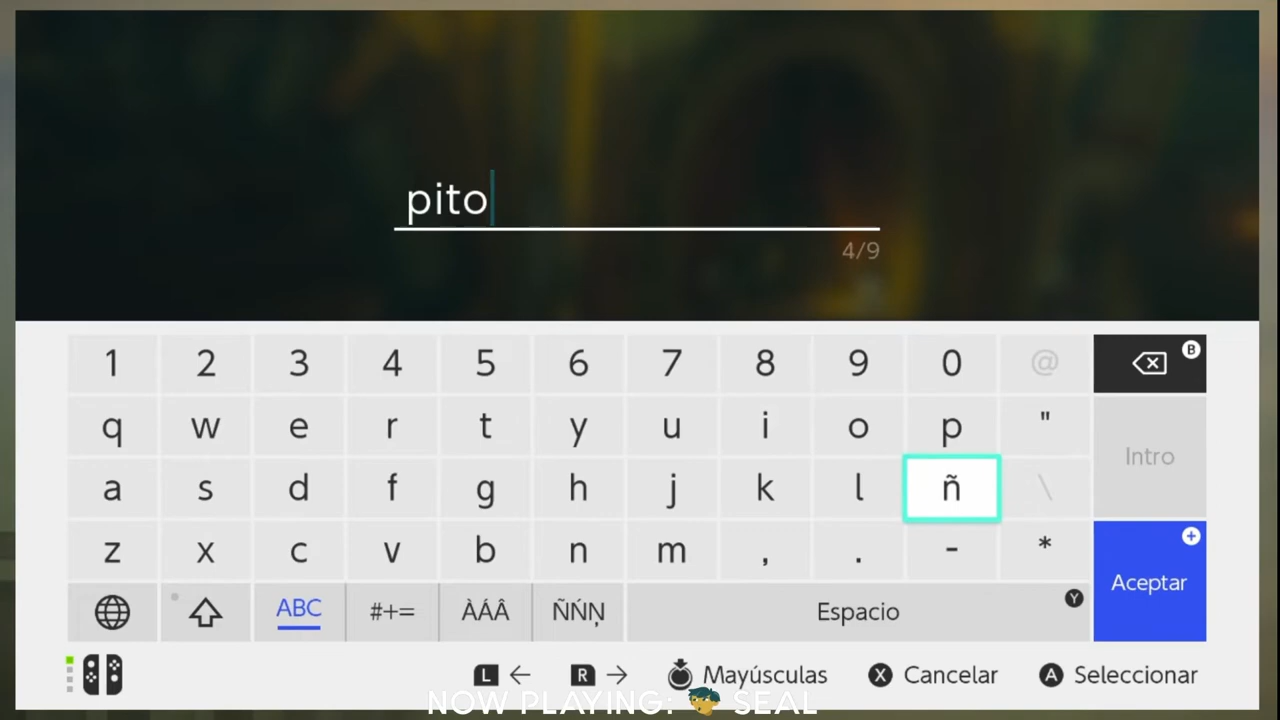 pito
4/9
1 2 3 4 5 6 7 8 9 0 @ B
q w e r t y u i o p "
Intro
a s d f g h j k l ñ \
z x c v b n m , . - *
+
Aceptar
ABC #+= ÀÁÂ ÑŃŅ Espacio Y
L ← R → Mayúsculas X Cancelar A Seleccionar
NOW PLAYING: SEAL